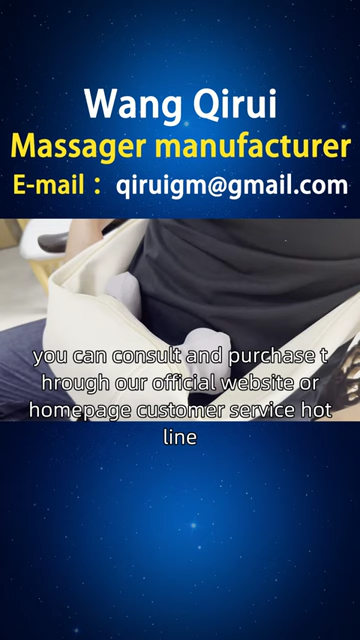 Wang Qirui
Massager manufacturer
E-mail： qiruigm@gmail.com
you can consult and purchase t
hrough our official website or
homepage customer service hot
line